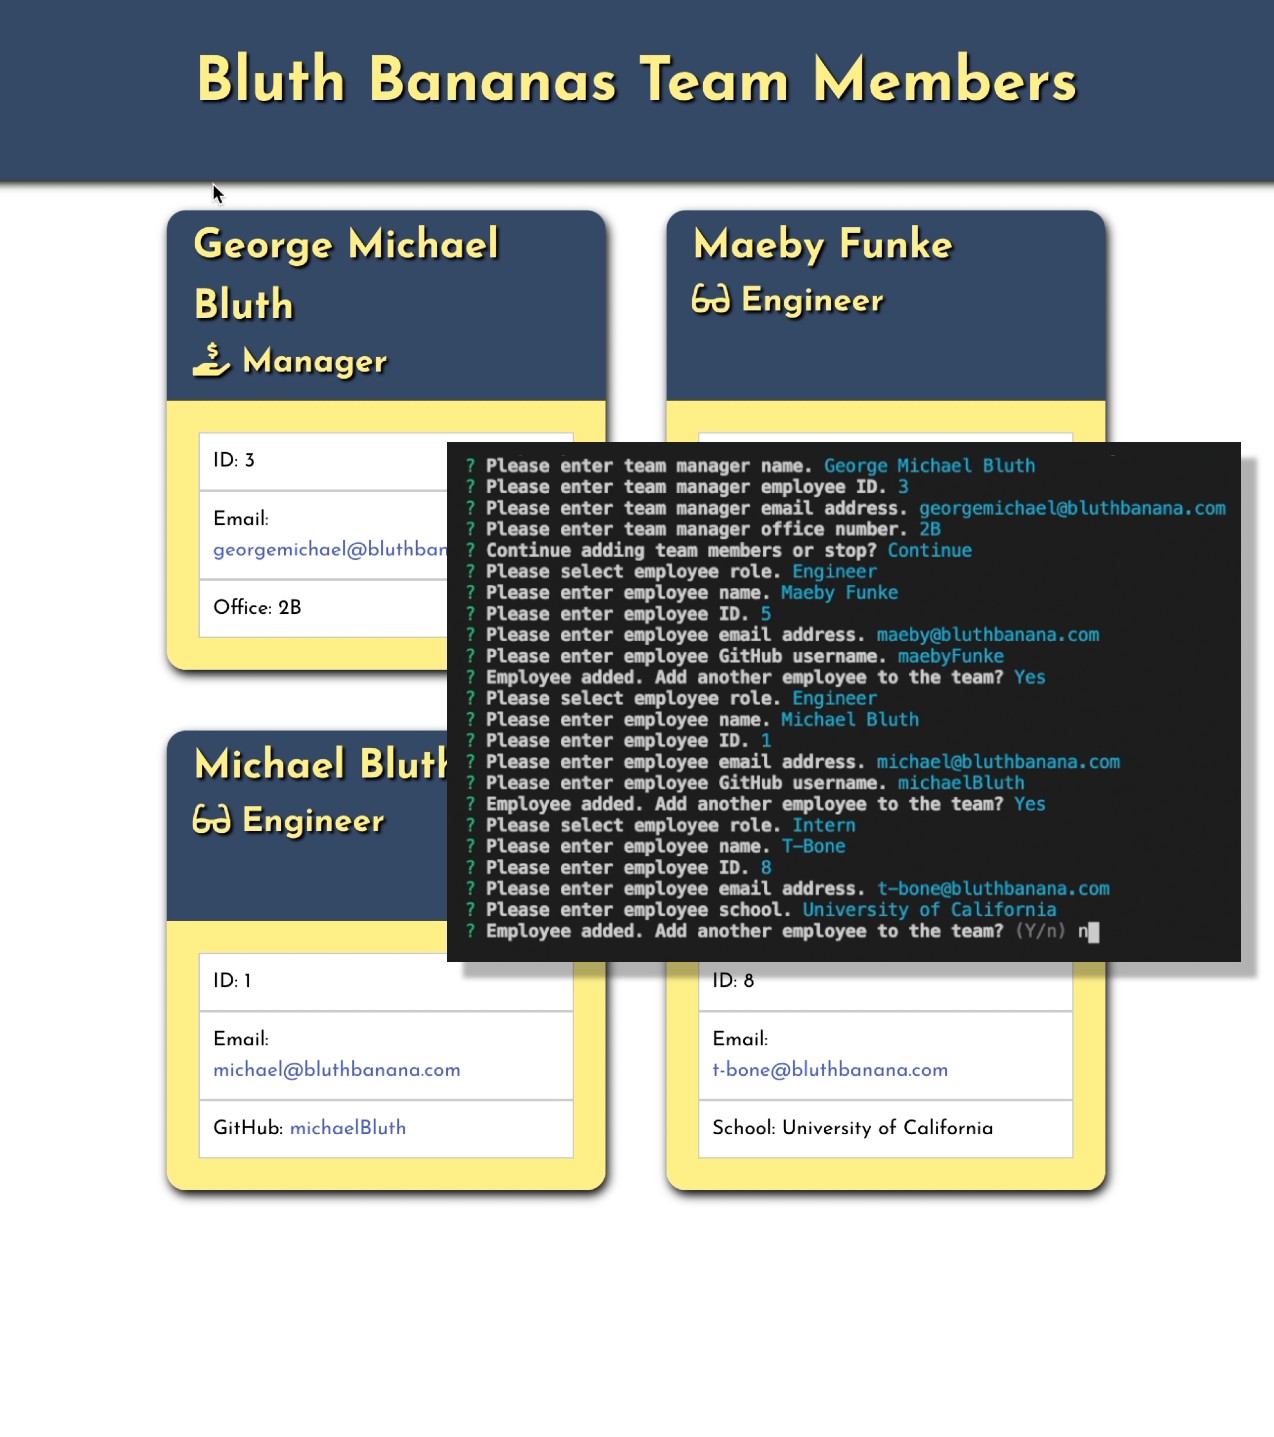 Bluth Bananas Team Members
George Michael
Bluth
Manager
ID: 3
Email:
georgemichael@bluthban
Office: 2B
Maeby Funke
Engineer
? Please enter team manager name. George Michael Bluth
? Please enter team manager employee ID. 3
? Please enter team manager email address. georgemichael@bluthbanana.com
? Please enter team manager office number. 2B
? Continue adding team members or stop? Continue
? Please select employee role. Engineer
? Please enter employee name. Maeby Funke
? Please enter employee ID. 5
? Please enter employee email address. maeby@bluthbanana.com
? Please enter employee GitHub username. maebyFunke
? Employee added. Add another employee to the team? Yes
? Please select employee role. Engineer
? Please enter employee name. Michael Bluth
? Please enter employee ID. 1
? Please enter employee email address. michael@bluthbanana.com
? Please enter employee GitHub username. michaelBluth
? Employee added. Add another employee to the team? Yes
? Please select employee role. Intern
? Please enter employee name. T-Bone
? Please enter employee ID. 8
? Please enter employee email address. t-bone@bluthbanana.com
? Please enter employee school. University of California
? Employee added. Add another employee to the team? (Y/n) n
Michael Bluth
Engineer
ID: 1
Email:
michael@bluthbanana.com
GitHub: michaelBluth
ID: 8
Email:
t-bone@bluthbanana.com
School: University of California